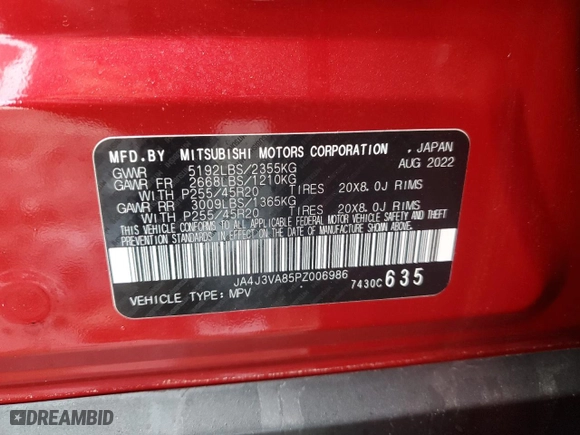 MFD.BY MITSUBISHI MOTORS CORPORATION . JAPAN
GVWR 5192LBS/2355KG AUG 2022
GAWR FR 2668LBS/1210KG
WITH P255/45R20 TIRES 20X8.0J RIMS
GAWR RR 3009LBS/1365KG
WITH P255/45R20 TIRES 20X8.0J RIMS
THIS VEHICLE CONFORMS TO ALL APPLICABLE FEDERAL MOTOR VEHICLE SAFETY AND THEFT
PREVENTION STANDARDS IN EFFECT ON THE DATE OF MANUFACTURE SHOWN ABOVE.
JA4J3VA85PZ006986
VEHICLE TYPE: MPV 7430C 635
DREAMBID